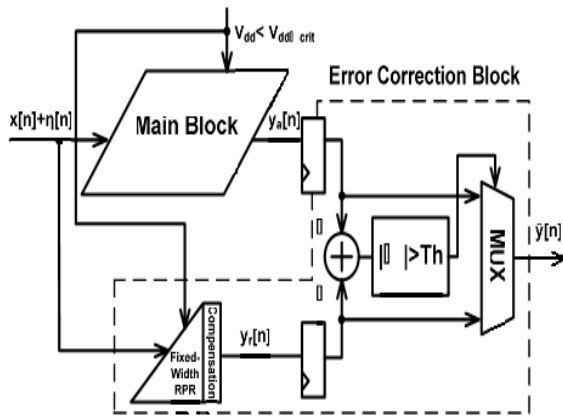 Vdd< Vdd▯ crit
Error Correction Block
x[n]+η[n]
Main Block
ya[n]
▯
|▯ |>Th
MUX
ŷ[n]
▯
Fixed-
Width
RPR
Compensation
yr[n]